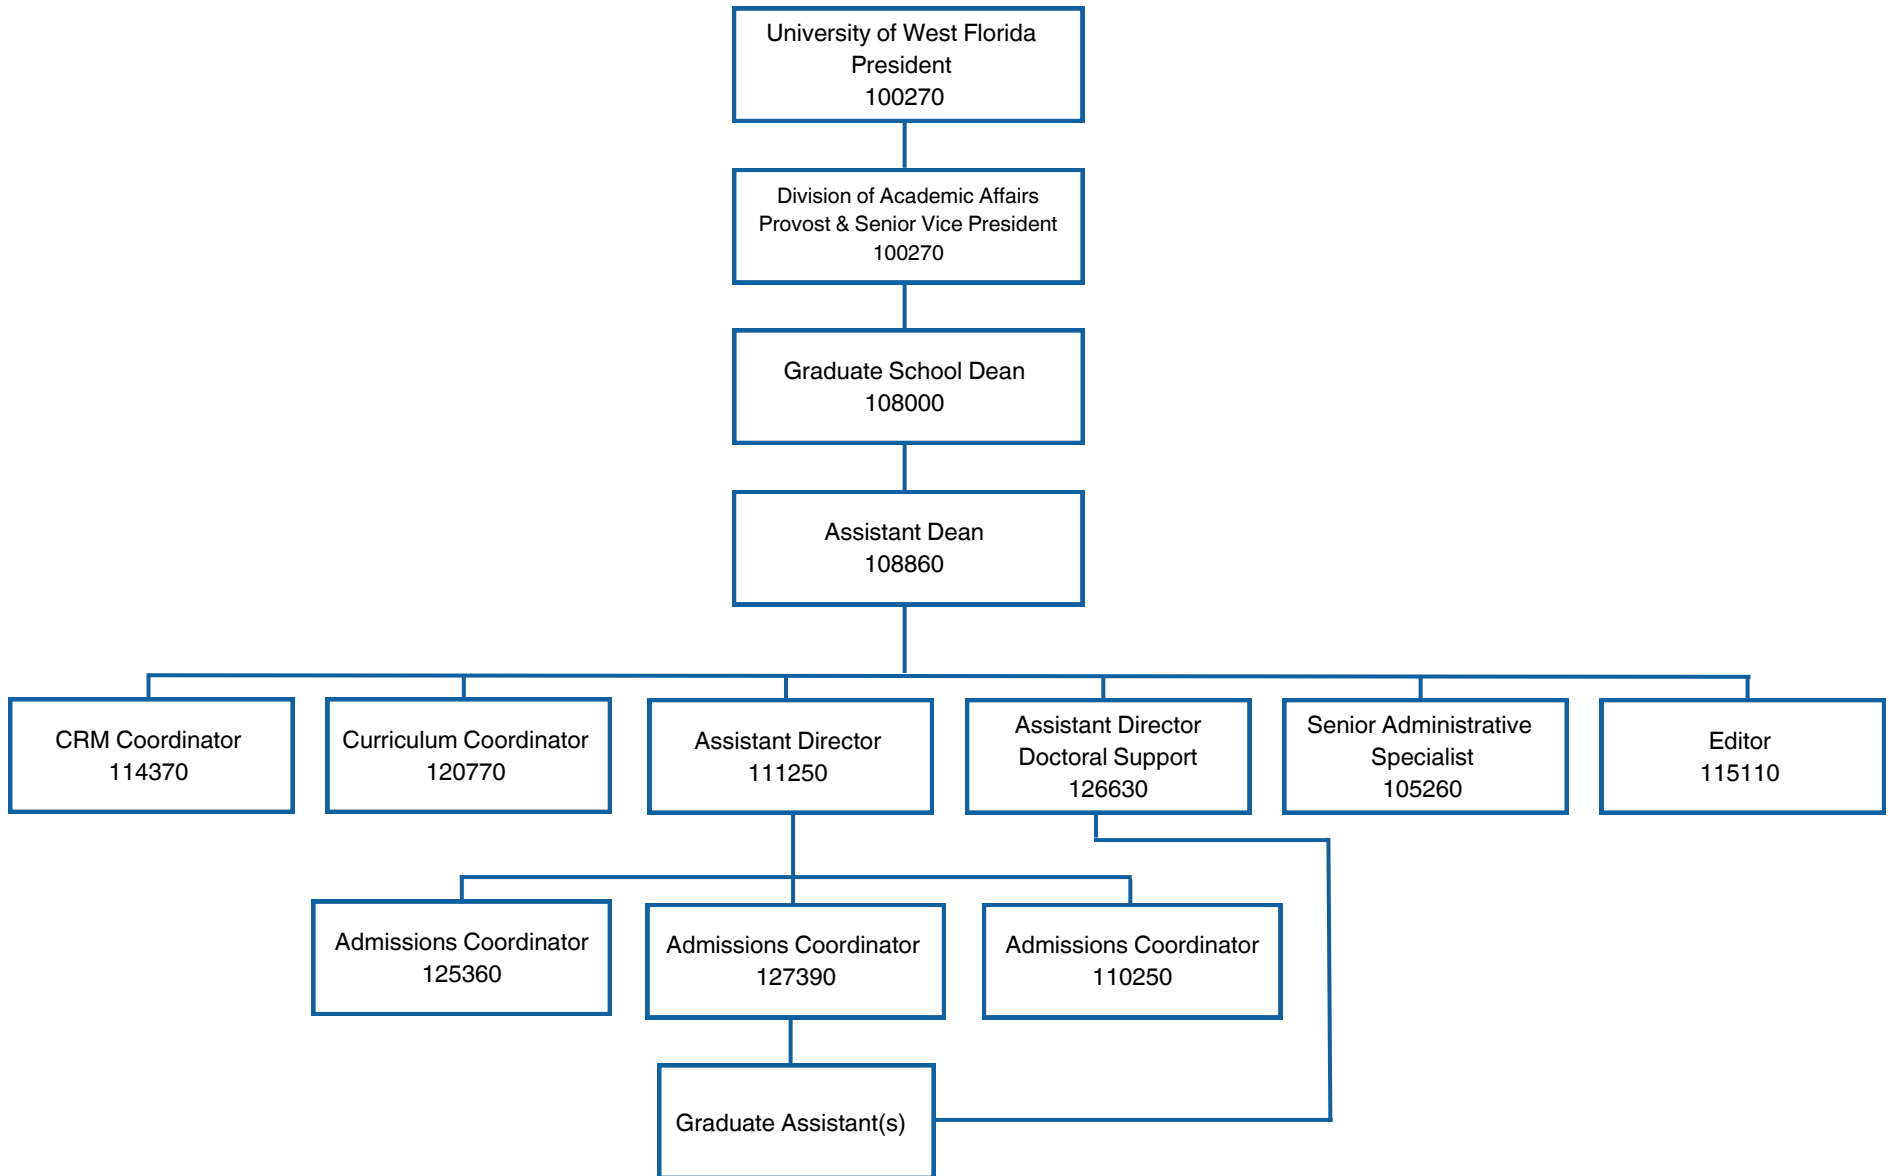 University of West Florida
President
100270
Division of Academic Affairs
Provost & Senior Vice President
100270
Graduate School Dean
108000
Assistant Dean
108860
CRM Coordinator
114370
Curriculum Coordinator
120770
Assistant Director
111250
Assistant Director
Doctoral Support
126630
Senior Administrative
Specialist
105260
Editor
115110
Admissions Coordinator
125360
Admissions Coordinator
127390
Admissions Coordinator
110250
Graduate Assistant(s)